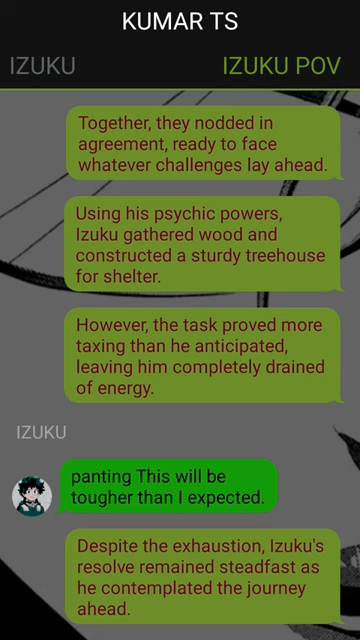 KUMAR TS
IZUKU
IZUKU POV
Together, they nodded in
agreement, ready to face
whatever challenges lay ahead.
Using his psychic powers,
Izuku gathered wood and
constructed a sturdy treehouse
for shelter.
However, the task proved more
taxing than he anticipated,
leaving him completely drained
of energy.
IZUKU
panting This will be
tougher than I expected.
Despite the exhaustion, Izuku's
resolve remained steadfast as
he contemplated the journey
ahead.